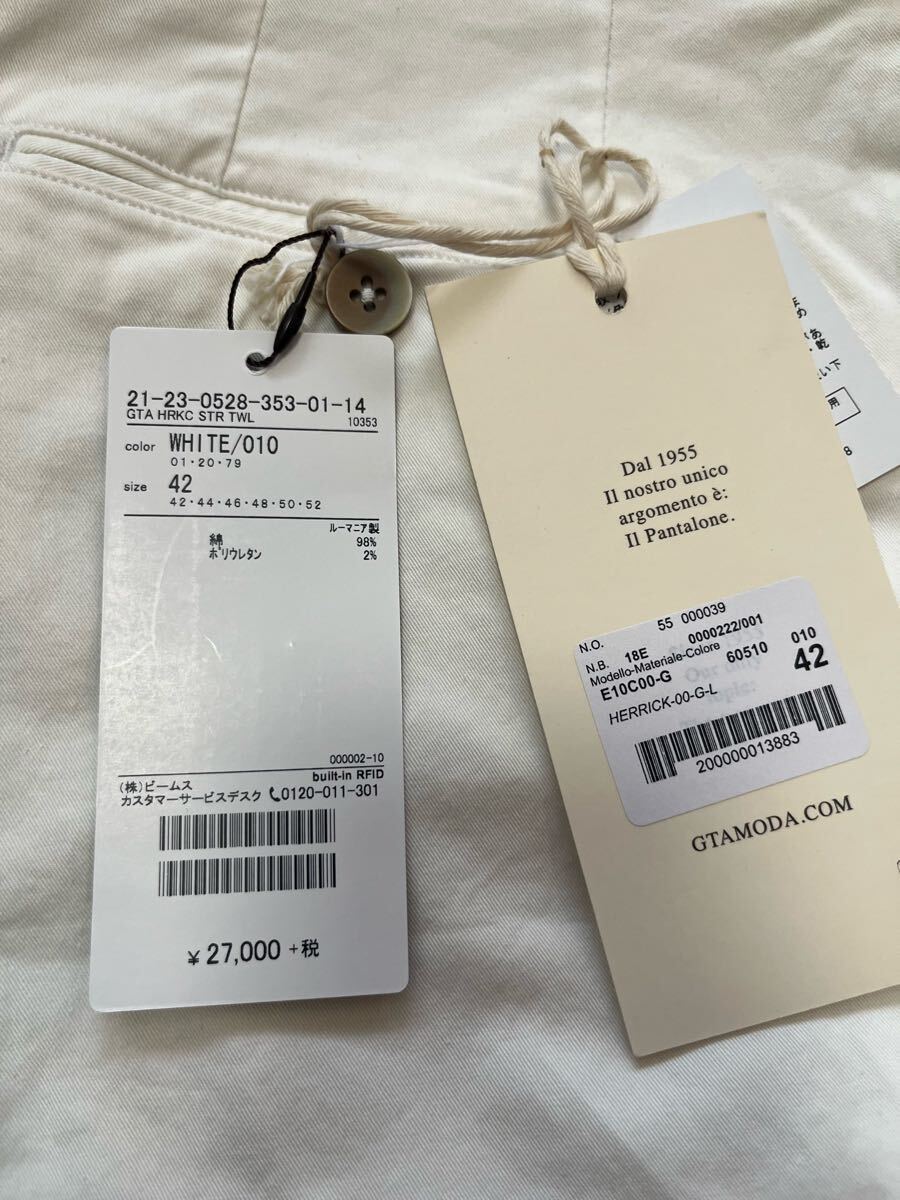 21-23-0528-353-01-14
GTA HRKC STR TWL 10353
color WHITE/010
01・20・79
size 42
42・44・46・48・50・52
ルーマニア製
綿 98%
ポリウレタン 2%
000002-10
built-in RFID
(株)ビームス
カスタマーサービスデスク 0120-011-301
¥27,000 +税
Dal 1955
Il nostro unico
argomento è:
Il Pantalone.
N.O. 55 000039
N.B. 18E 0000222/001
Modello-Materiale-Colore
E10C00-G 60510 010
HERRICK-00-G-L 42
200000013883
GTAMODA.COM
い下
用
8